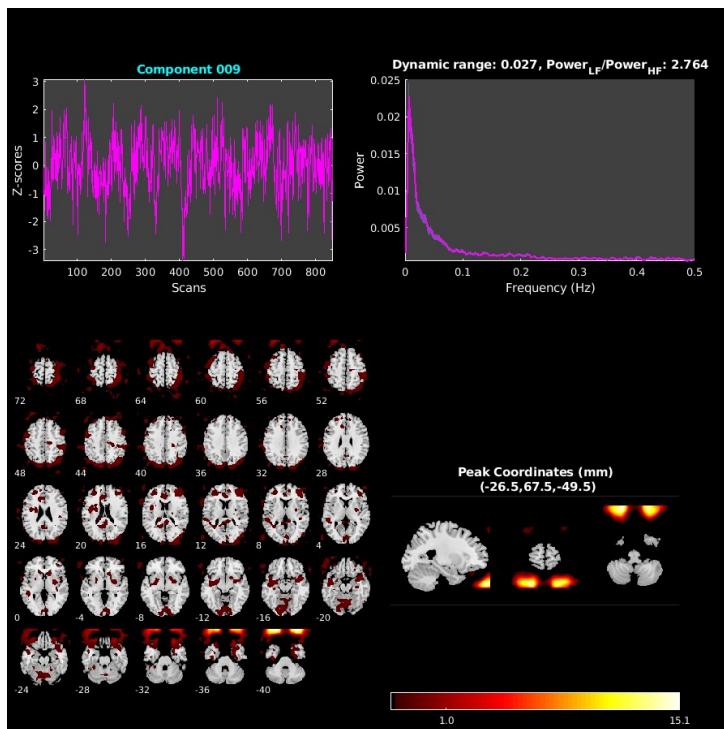 Component 009
3
2
1
0
-1
-2
-3
Z-scores
100 200 300 400 500 600 700 800
Scans
Dynamic range: 0.027, Power_LF/Power_HF: 2.764
0.025
0.02
0.015
0.01
0.005
Power
0 0.1 0.2 0.3 0.4 0.5
Frequency (Hz)
72 68 64 60 56 52
48 44 40 36 32 28
24 20 16 12 8 4
0 -4 -8 -12 -16 -20
-24 -28 -32 -36 -40
Peak Coordinates (mm)
(-26.5,67.5,-49.5)
1.0 15.1